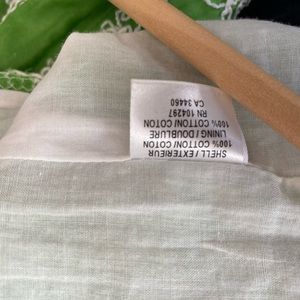 SHELL / EXTERIEUR
100% COTTON/ COTON
LINING / DOUBLURE
100% COTTON/ COTON
RN 104297
CA 34460